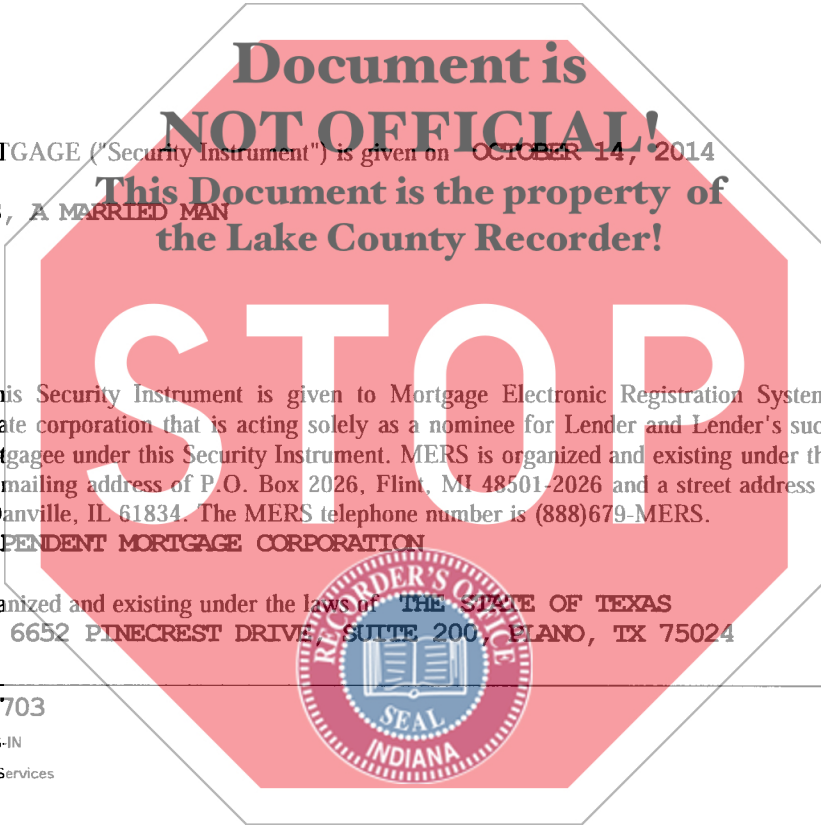 Document is
NOT OFFICIAL!
TGAGE ("Security Instrument") is given on OCTOBER 14, 2014
This Document is the property of
, A MARRIED MAN
the Lake County Recorder!
STOP
is Security Instrument is given to Mortgage Electronic Registration System
ate corporation that is acting solely as a nominee for Lender and Lender's suc
tgagee under this Security Instrument. MERS is organized and existing under th
mailing address of P.O. Box 2026, Flint, MI 48501-2026 and a street address
anville, IL 61834. The MERS telephone number is (888)679-MERS.
PENDENT MORTGAGE CORPORATION
anized and existing under the laws of THE STATE OF TEXAS
6652 PINECREST DRIVE, SUITE 200, PLANO, TX 75024
RECORDER'S OFFICE
SEAL
INDIANA
703
-IN
Services